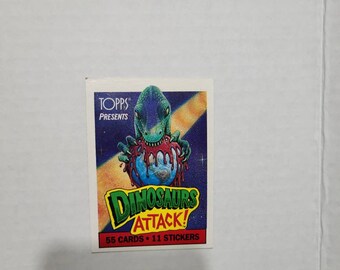 TOPPS®
PRESENTS
DINOSAURS
ATTACK!
55 CARDS • 11 STICKERS